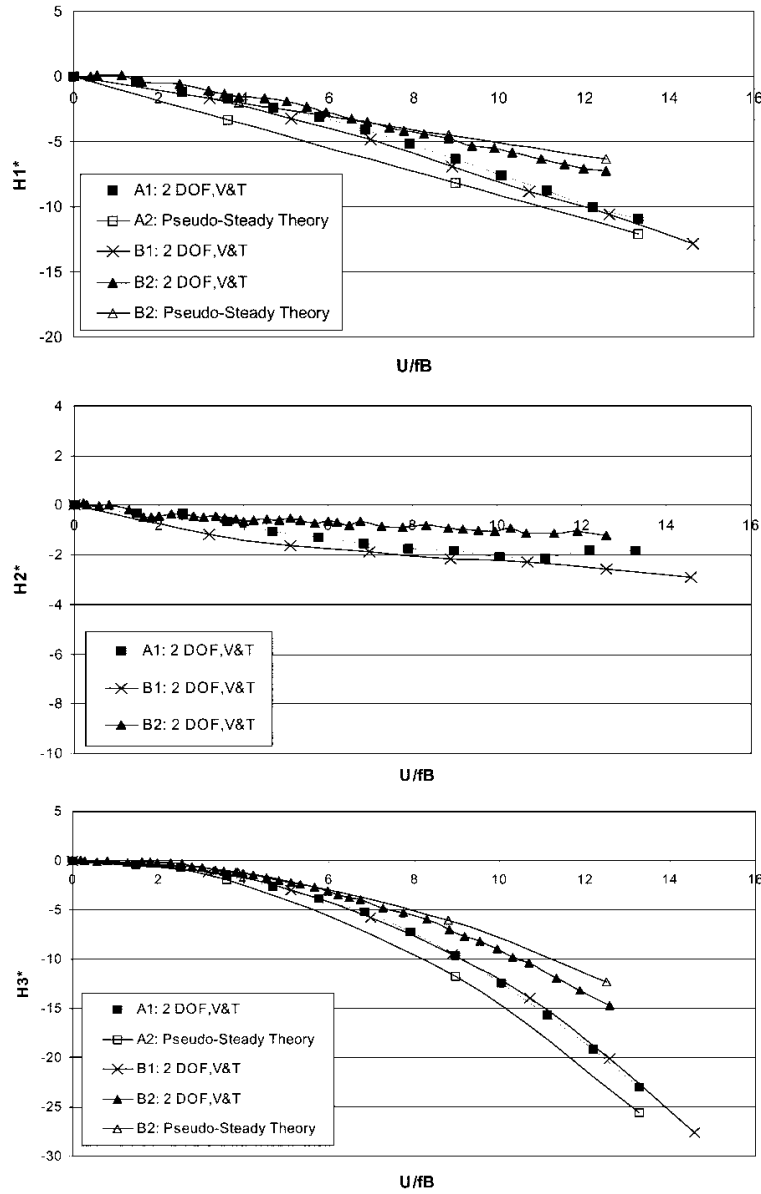 5
0
0 2 4 6 8 10 12 14 16
-5
-10
-15
-20
H1*
A1: 2 DOF,V&T
A2: Pseudo-Steady Theory
B1: 2 DOF,V&T
B2: 2 DOF,V&T
B2: Pseudo-Steady Theory
U/fB
4
2
0
0 2 4 6 8 10 12 14 16
-2
-4
-6
-8
-10
H2*
A1: 2 DOF,V&T
B1: 2 DOF,V&T
B2: 2 DOF,V&T
U/fB
5
0
0 2 4 6 8 10 12 14 16
-5
-10
-15
-20
-25
-30
H3*
A1: 2 DOF,V&T
A2: Pseudo-Steady Theory
B1: 2 DOF,V&T
B2: 2 DOF,V&T
B2: Pseudo-Steady Theory
U/fB